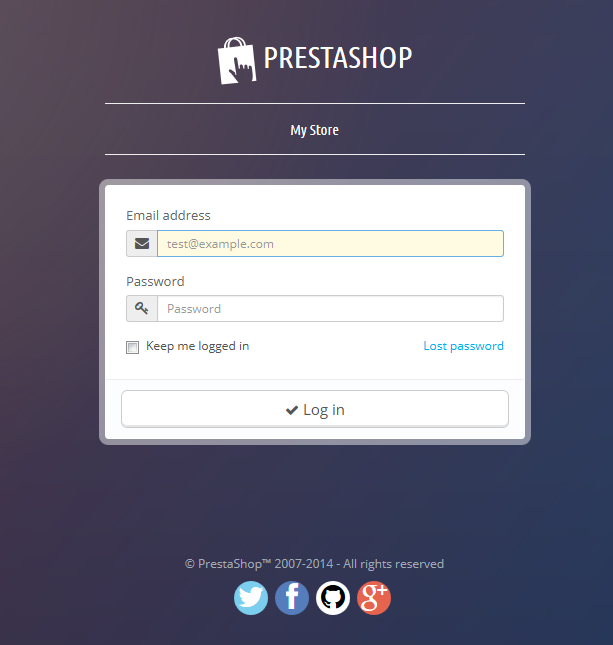 PRESTASHOP
My Store
Email address
test@example.com
Password
Password
Keep me logged in
Lost password
Log in
© PrestaShop™ 2007-2014 - All rights reserved